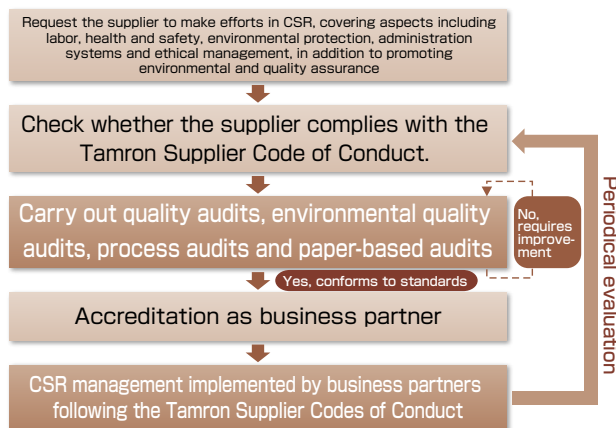 Request the supplier to make efforts in CSR, covering aspects including
labor, health and safety, environmental protection, administration
systems and ethical management, in addition to promoting
environmental and quality assurance
Check whether the supplier complies with the
Tamron Supplier Code of Conduct.
Carry out quality audits, environmental quality
audits, process audits and paper-based audits
No,
requires
improve-
ment
Yes, conforms to standards
Accreditation as business partner
CSR management implemented by business partners
following the Tamron Supplier Codes of Conduct
Periodical evaluation